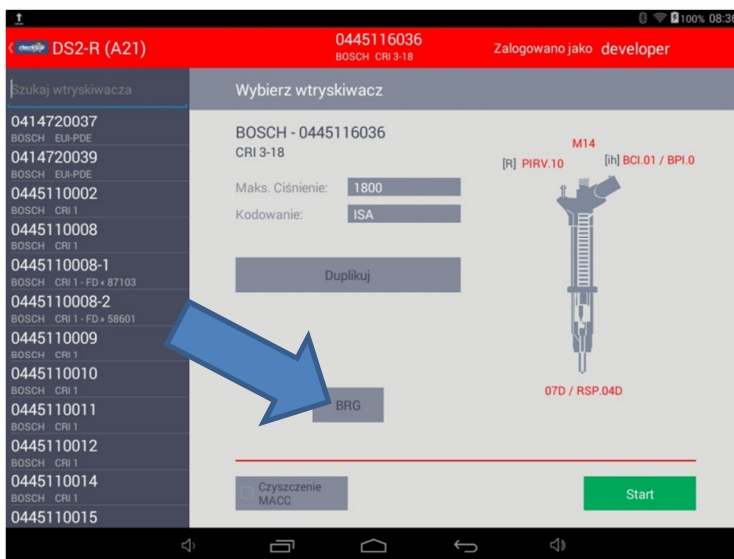 100% 08:36
DS2-R (A21)
0445116036
BOSCH CRI 3-18
Zalogowano jako developer
Szukaj wtryskiwacza
0414720037
BOSCH EUI-PDE
0414720039
BOSCH EUI-PDE
0445110002
BOSCH CRI 1
0445110008
BOSCH CRI 1
0445110008-1
BOSCH CRI 1 - FD « 87103
0445110008-2
BOSCH CRI 1 - FD » 58601
0445110009
BOSCH CRI 1
0445110010
BOSCH CRI 1
0445110011
BOSCH CRI 1
0445110012
BOSCH CRI 1
0445110014
BOSCH CRI 1
0445110015
Wybierz wtryskiwacz
BOSCH - 0445116036
CRI 3-18
Maks. Ciśnienie: 1800
Kodowanie: ISA
Duplikuj
BRG
M14
[R] PIRV.10
[ih] BCI.01 / BPI.0
07D / RSP.04D
Czyszczenie
MACC
Start